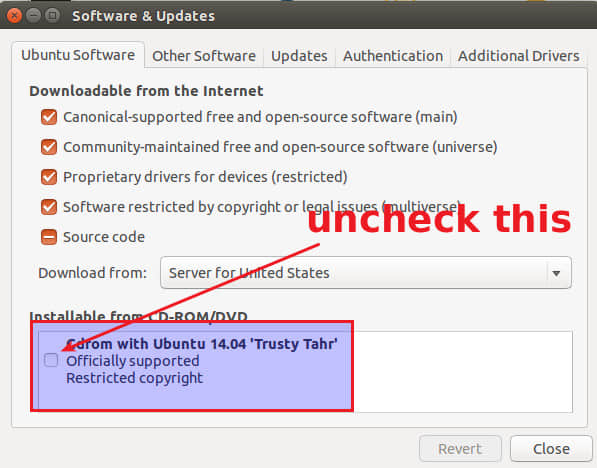 Software & Updates
Ubuntu Software Other Software Updates Authentication Additional Drivers
Downloadable from the Internet
Canonical-supported free and open-source software (main)
Community-maintained free and open-source software (universe)
Proprietary drivers for devices (restricted)
Software restricted by copyright or legal issues (multiverse)
uncheck this
Source code
Download from: Server for United States
Installable from CD-ROM/DVD
Cdrom with Ubuntu 14.04 'Trusty Tahr'
Officially supported
Restricted copyright
Revert Close